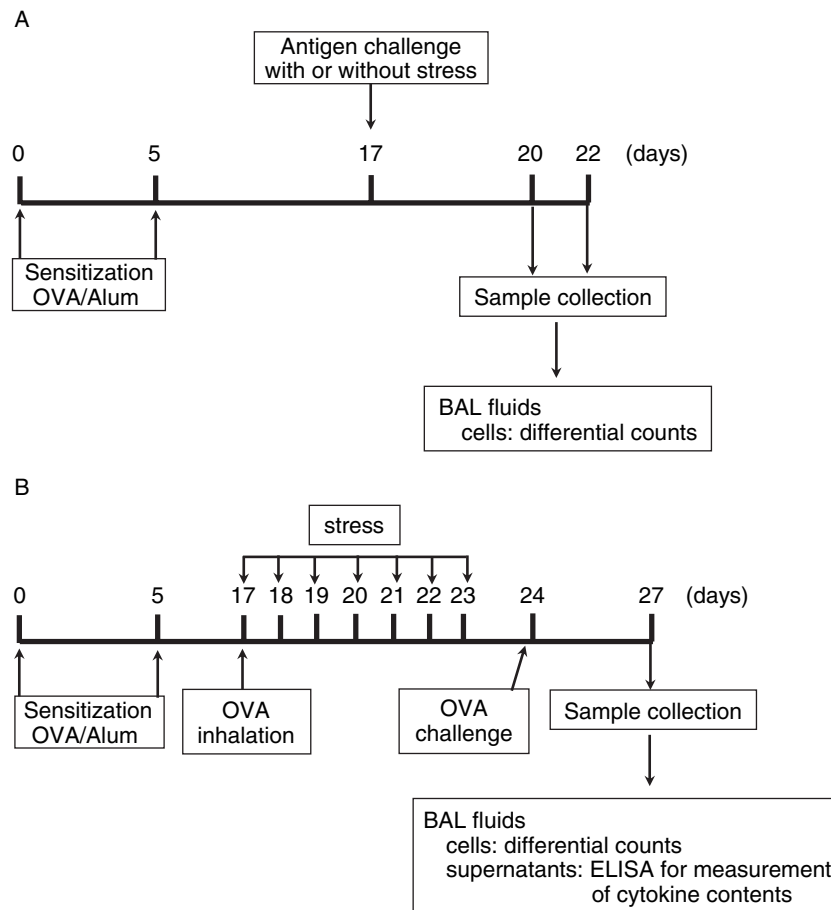 A
Antigen challenge
with or without stress
0 5 17 20 22 (days)
Sensitization
OVA/Alum
Sample collection
BAL fluids
cells: differential counts
B
stress
0 5 17 18 19 20 21 22 23 24 27 (days)
Sensitization
OVA/Alum
OVA
inhalation
OVA
challenge
Sample collection
BAL fluids
cells: differential counts
supernatants: ELISA for measurement
of cytokine contents